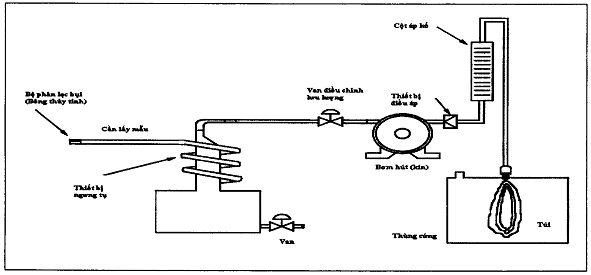 Cột áp kế
Bộ phận lọc bụi
(Bông thủy tinh)
Van điều chỉnh
lưu lượng
Thiết bị
điều áp
Cần lấy mẫu
Bơm hút (kín)
Thiết bị
ngưng tụ
Van
Thùng cứng
Túi